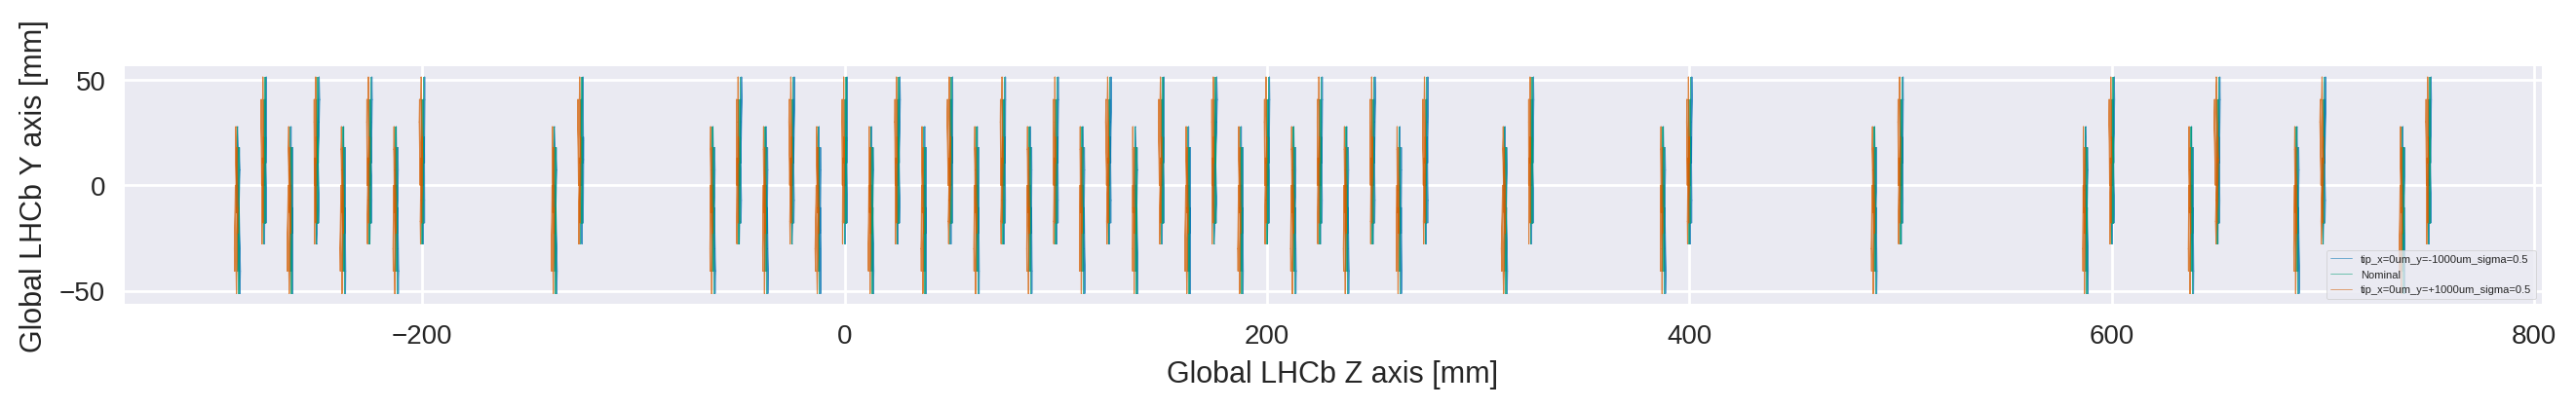 Global LHCb Y axis [mm]
50
0
−50
tip_x=0um_y=-1000um_sigma=0.5
Nominal
tip_x=0um_y=+1000um_sigma=0.5
−200
0
200
400
600
800
Global LHCb Z axis [mm]